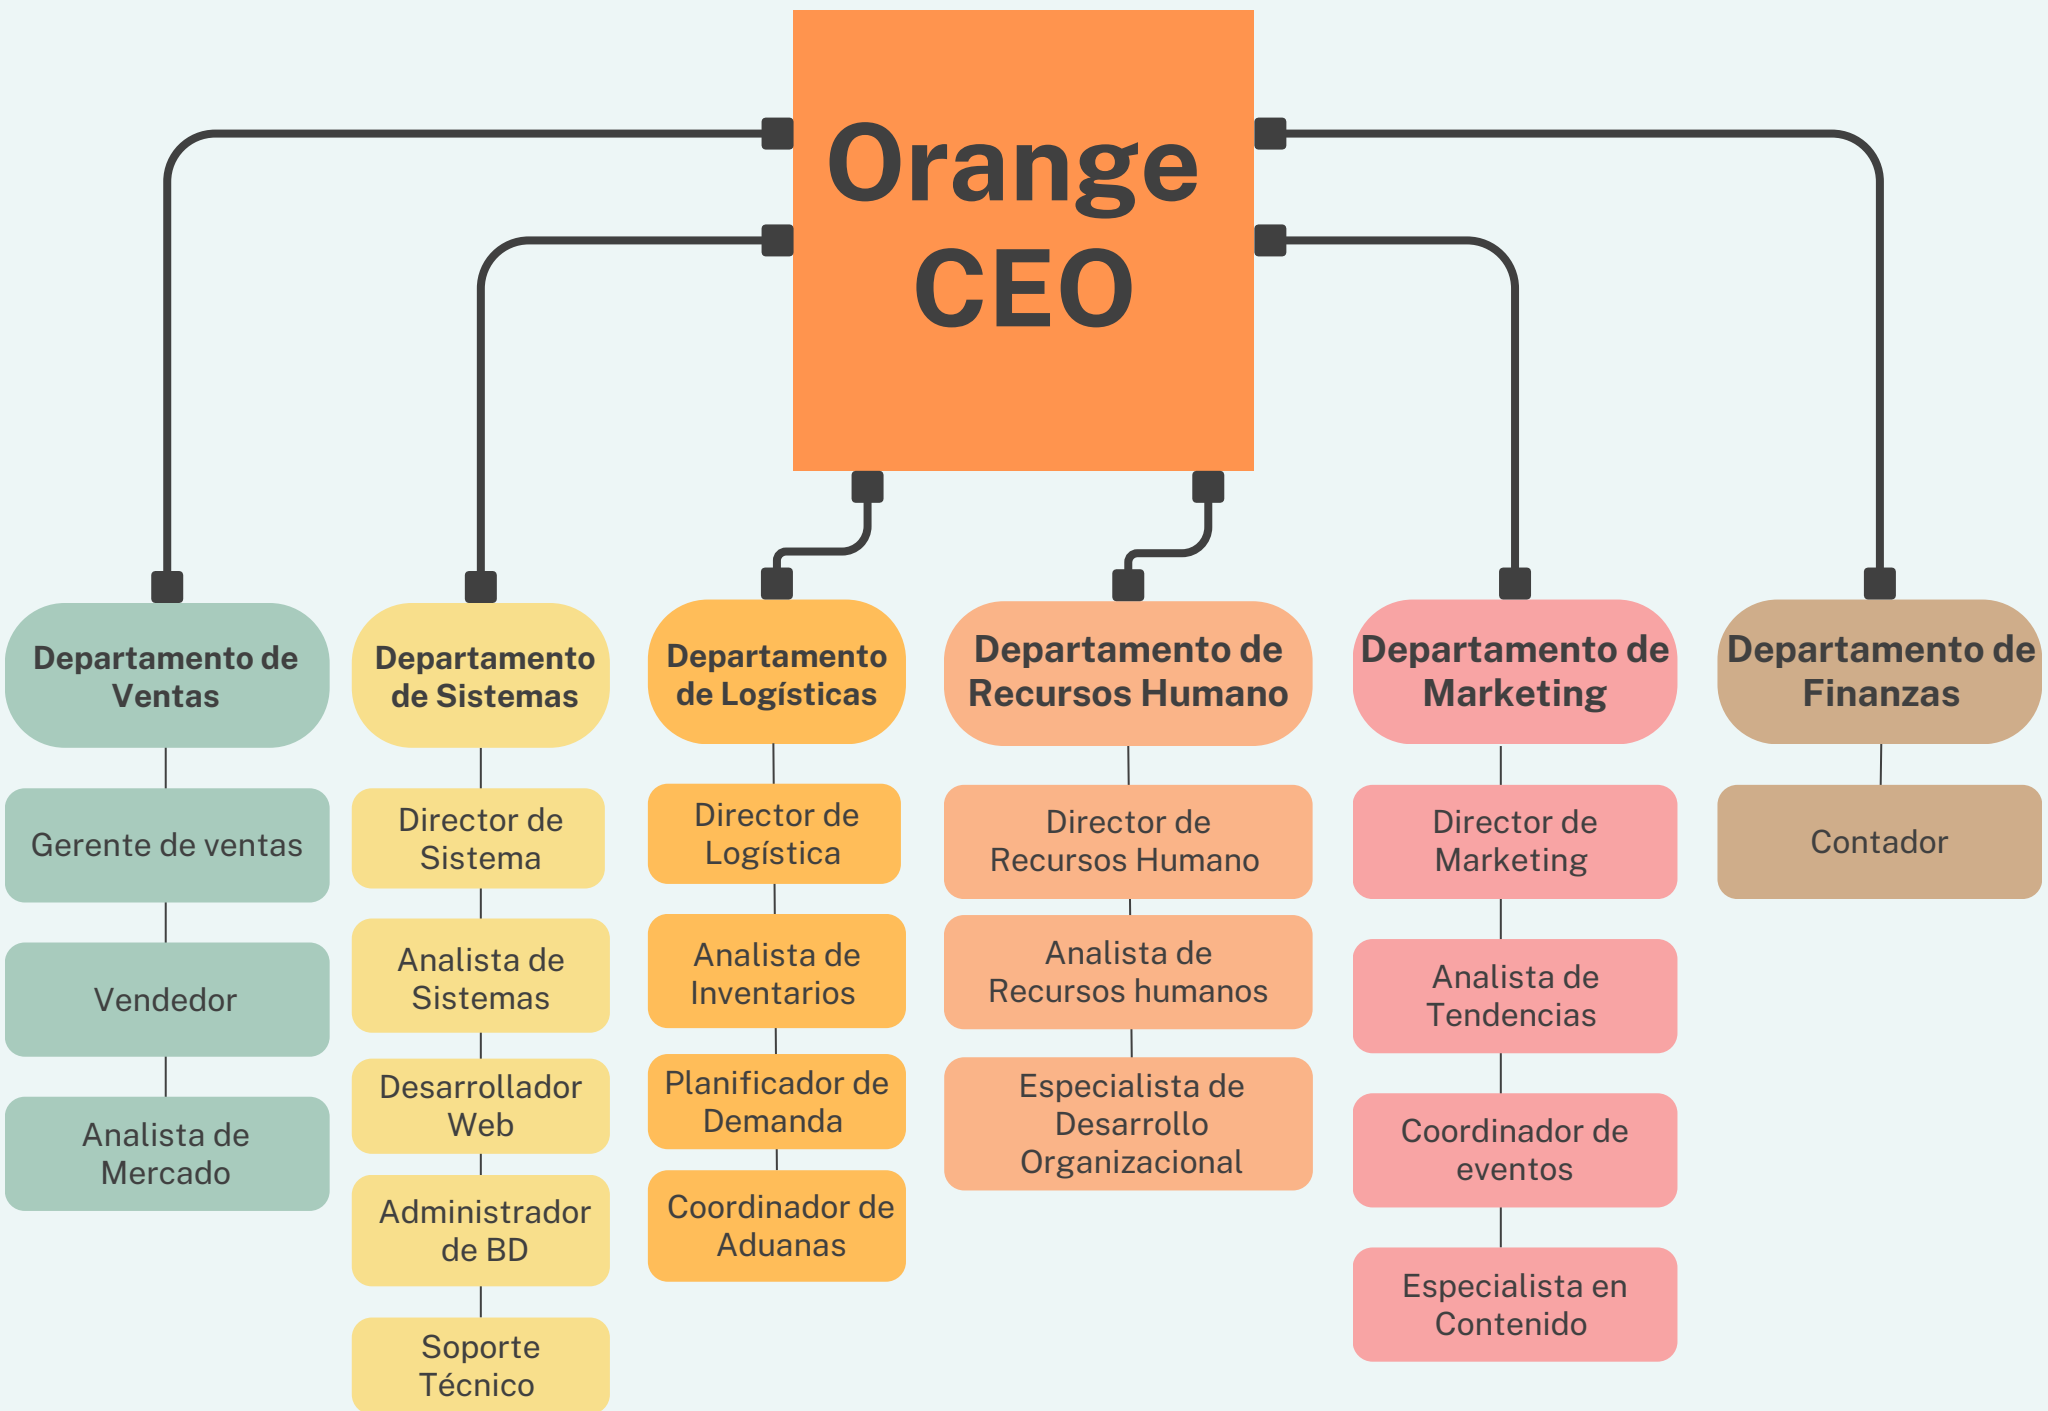 Orange
CEO
Departamento de
Ventas
Gerente de ventas
Vendedor
Analista de
Mercado
Departamento
de Sistemas
Director de
Sistema
Analista de
Sistemas
Desarrollador
Web
Administrador
de BD
Soporte
Técnico
Departamento
de Logísticas
Director de
Logística
Analista de
Inventarios
Planificador de
Demanda
Coordinador de
Aduanas
Departamento de
Recursos Humano
Director de
Recursos Humano
Analista de
Recursos humanos
Especialista de
Desarrollo
Organizacional
Departamento de
Marketing
Director de
Marketing
Analista de
Tendencias
Coordinador de
eventos
Especialista en
Contenido
Departamento de
Finanzas
Contador